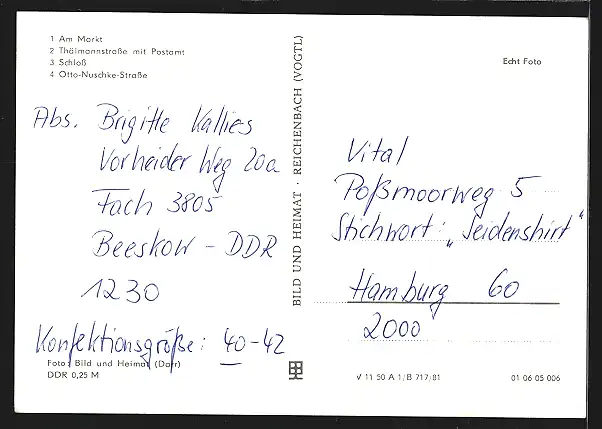 1 Am Markt
2 Thälmannstraße mit Postamt
3 Schloß
4 Otto-Nuschke-Straße
Abs. Brigitte Kallies
Vorheider Weg 20a
Fach 3805
Beeskow - DDR
1230
Konfektionsgröße: 40-42
Foto: Bild und Heimat (Darr)
DDR 0,25 M
BILD UND HEIMAT · REICHENBACH (VOGTL)
Echt Foto
Vital
Poßmoorweg 5
Stichwort: „Seidenshirt"
Hamburg 60
2000
V 11 50 A 1/B 717/81
01 06 05 006